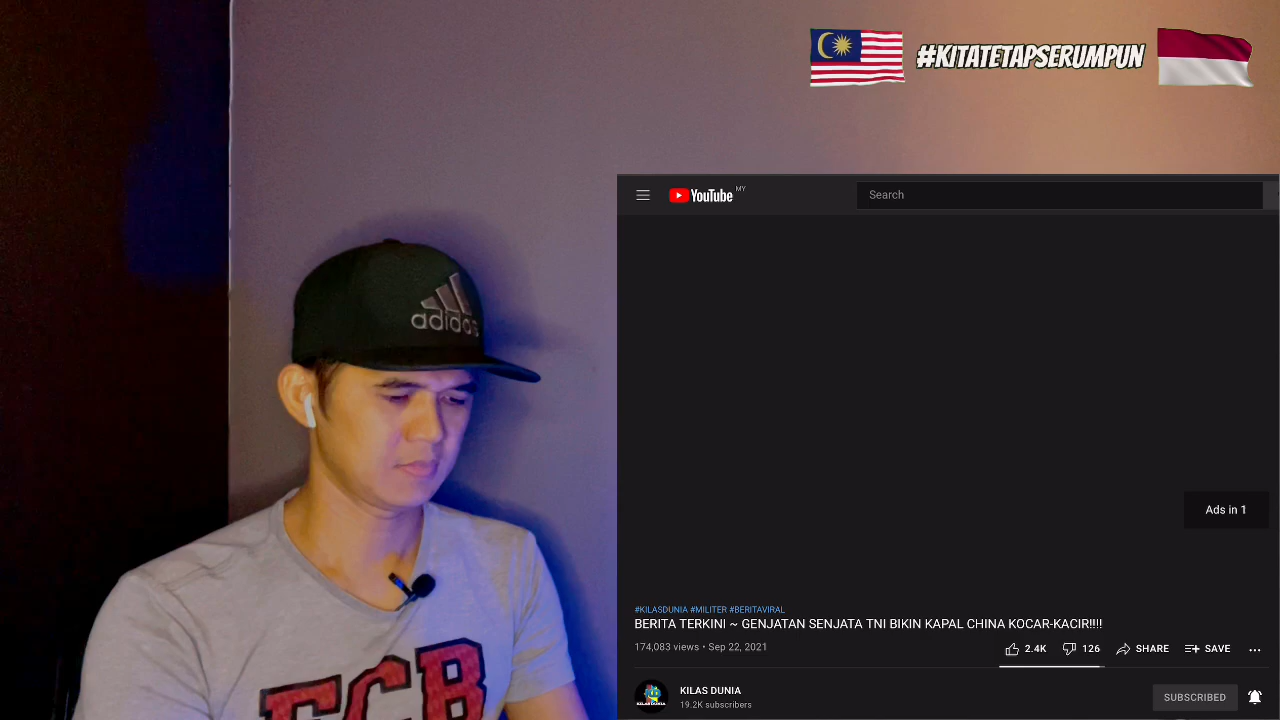 #KITATETAPSERUMPUN
YouTube MY
Search
adidas
Ads in 1
#KILASDUNIA #MILITER #BERITAVIRAL
BERITA TERKINI ~ GENJATAN SENJATA TNI BIKIN KAPAL CHINA KOCAR-KACIR!!!!
174,083 views • Sep 22, 2021
2.4K
126
SHARE
SAVE
...
KILAS DUNIA
19.2K subscribers
SUBSCRIBED
FCB